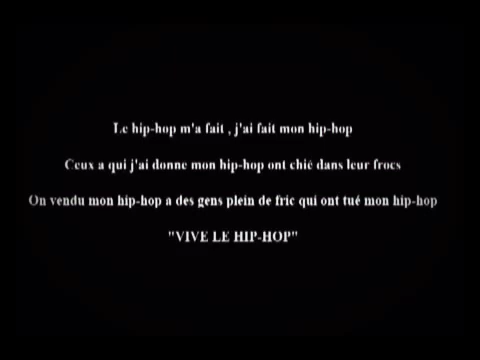 Le hip-hop m'a fait , j'ai fait mon hip-hop
Ceux a qui j'ai donne mon hip-hop ont chié dans leur frocs
On vendu mon hip-hop a des gens plein de fric qui ont tué mon hip-hop
"VIVE LE HIP-HOP"